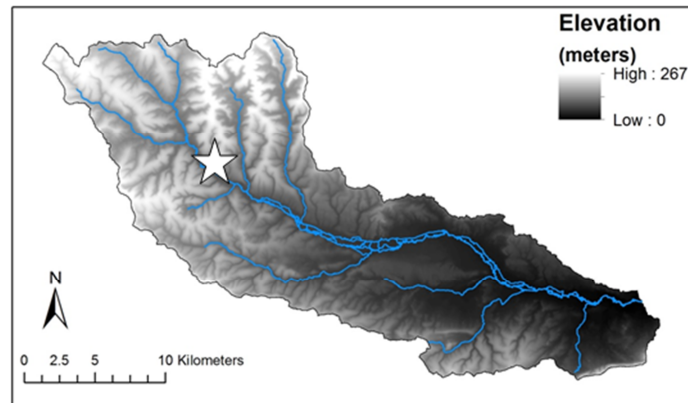 Elevation
(meters)
High : 267
Low : 0
N
0 2.5 5 10 Kilometers